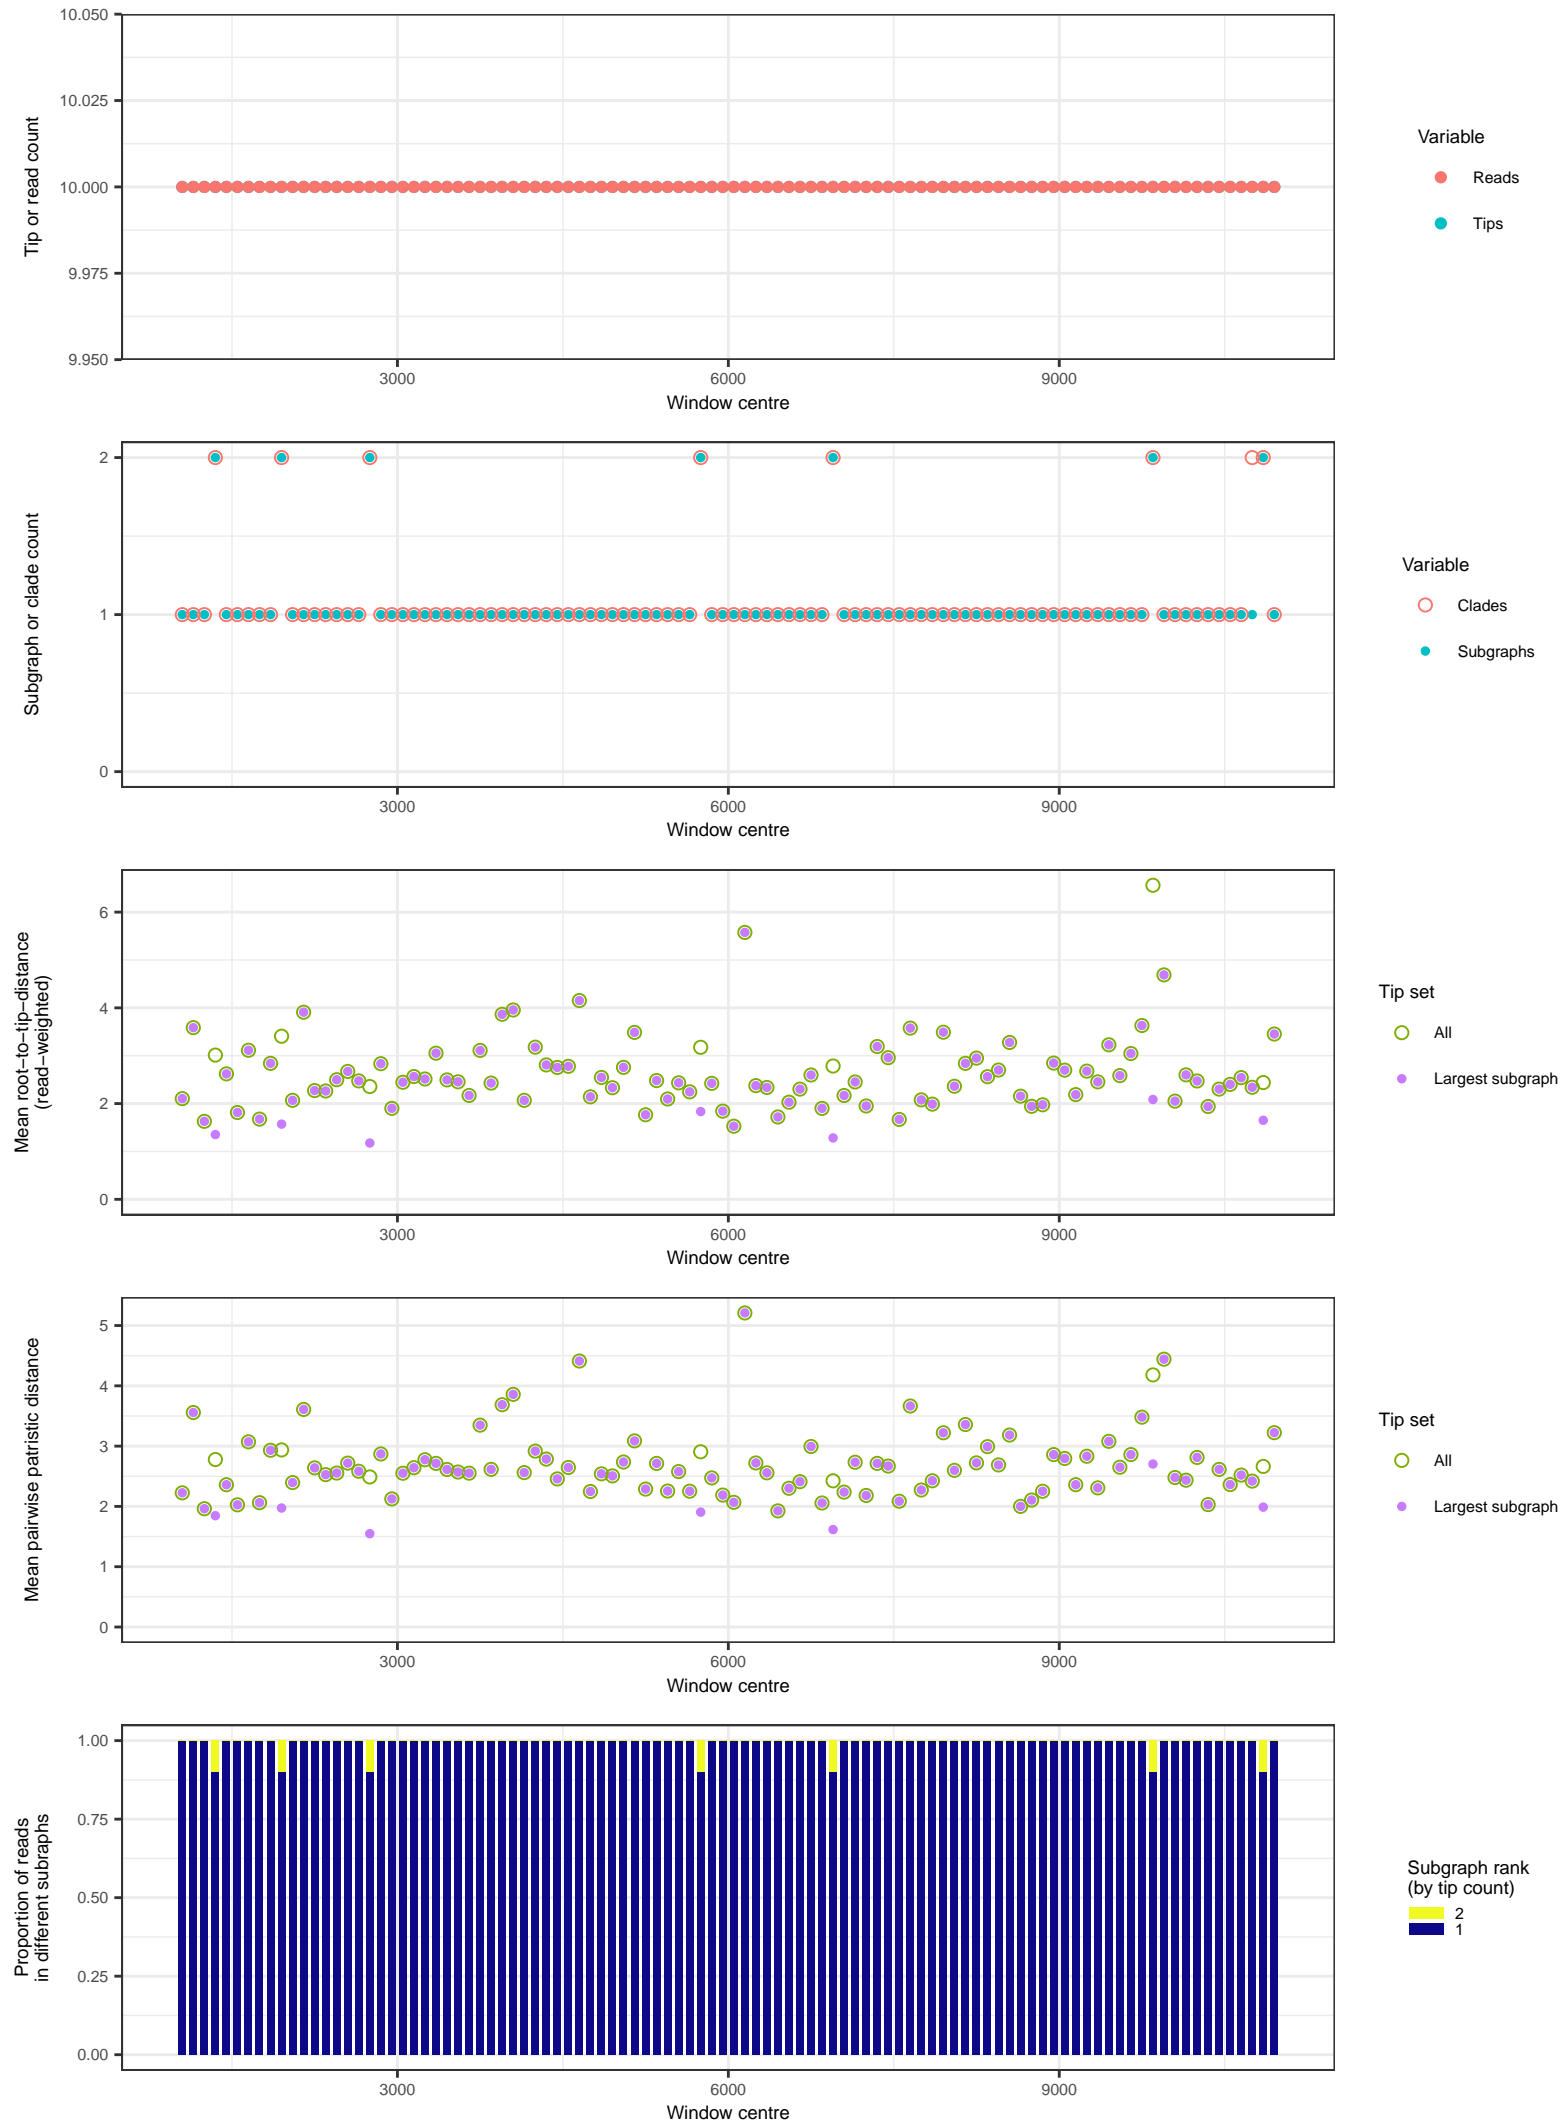 10.050
10.025
10.000
9.975
9.950
Tip or read count
3000 6000 9000
Window centre
Variable
Reads
Tips
2
1
0
Subgraph or clade count
3000 6000 9000
Window centre
Variable
Clades
Subgraphs
6
4
2
0
Mean root−to−tip−distance
(read−weighted)
3000 6000 9000
Window centre
Tip set
All
Largest subgraph
5
4
3
2
1
0
Mean pairwise patristic distance
3000 6000 9000
Window centre
Tip set
All
Largest subgraph
1.00
0.75
0.50
0.25
0.00
Proportion of reads
in different subraphs
3000 6000 9000
Window centre
Subgraph rank
(by tip count)
2
1